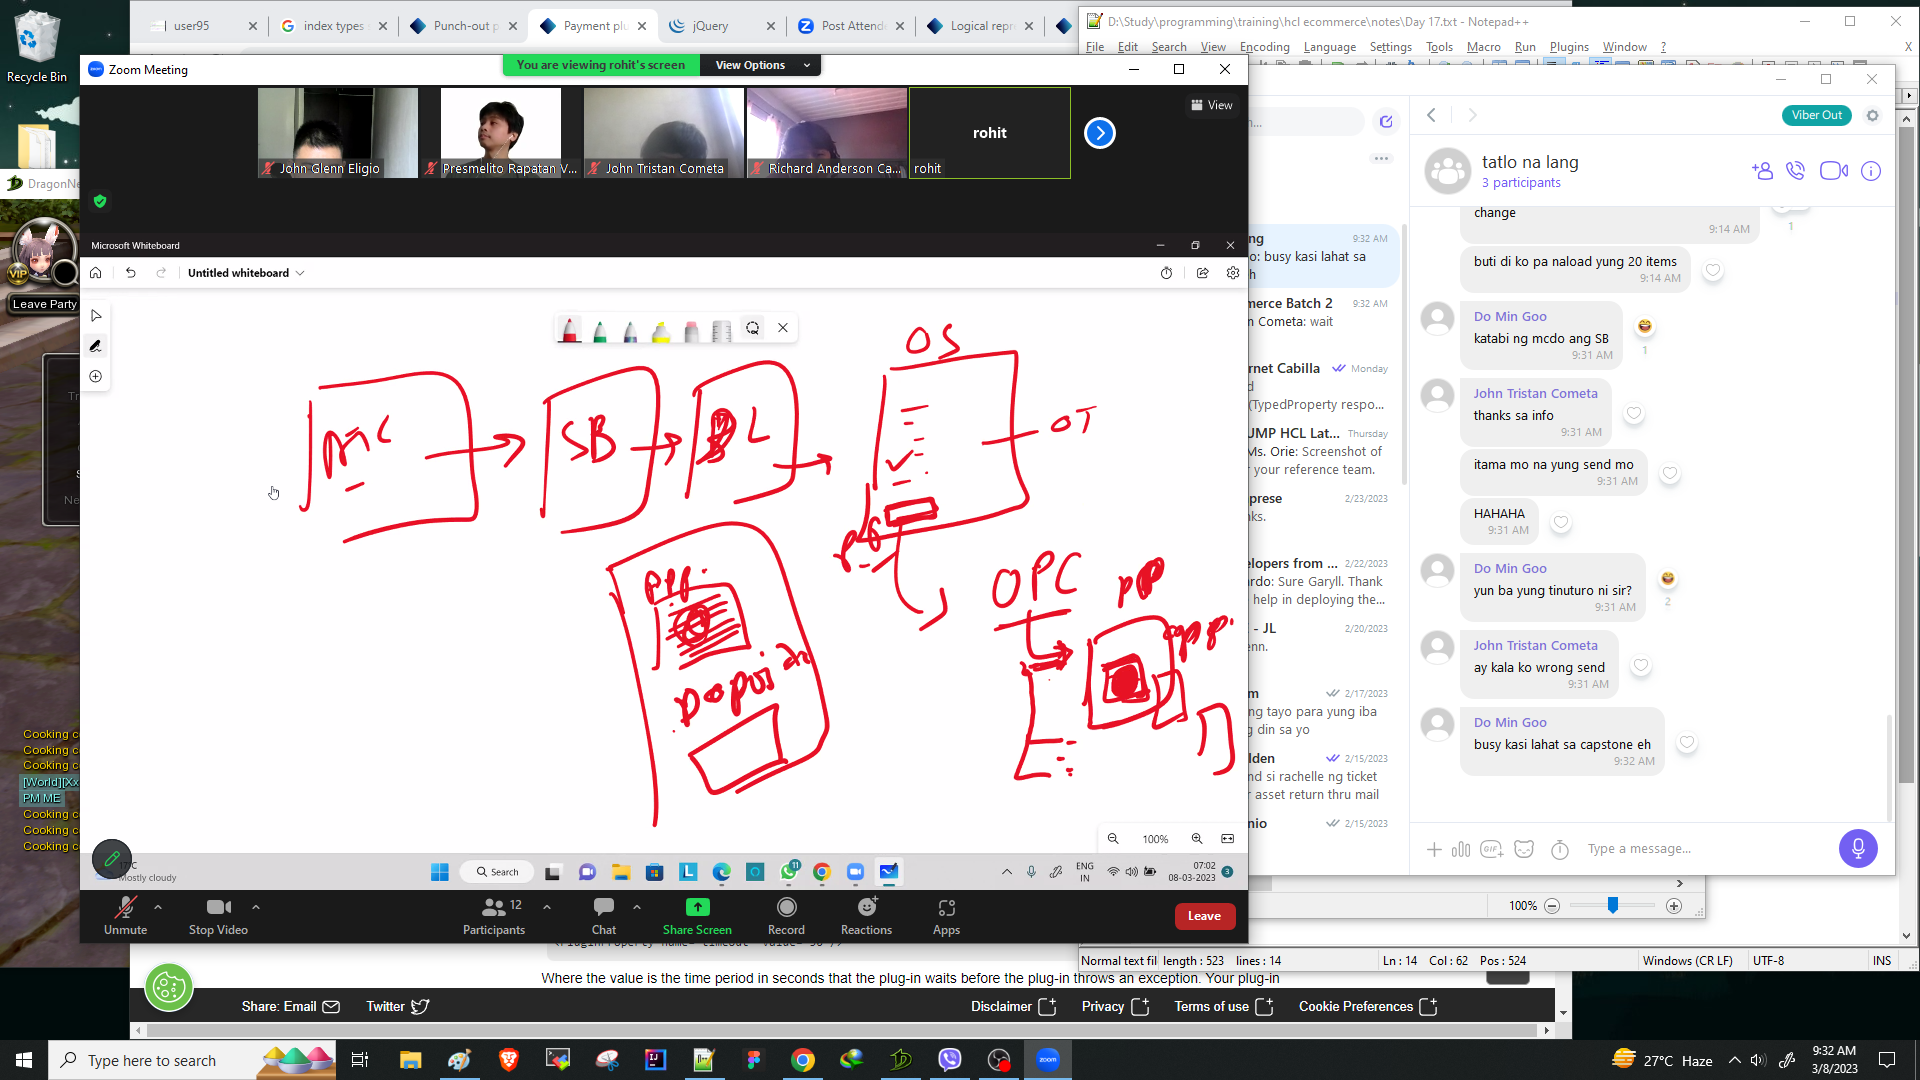 Recycle Bin
user95
index types
Punch-out p
Payment plu
jQuery
Post Attende
Logical repr
D:\Study\programming\training\hcl ecommerce\notes\Day 17.txt - Notepad++
File Edit Search View Encoding Language Settings Tools Macro Run Plugins Window ?
X
Zoom Meeting
You are viewing rohit's screen
View Options
View
John Glenn Eligio
Presmelito Rapatan V...
John Tristan Cometa
Richard Anderson Ca...
rohit
rohit
DragonNe
VIP
Leave Party
Microsoft Whiteboard
Untitled whiteboard
OS
MC
SB
L
OT
OPC
PP
100%
Mostly cloudy
Search
11
ENG
IN
07:02
08-03-2023
3
Unmute
Stop Video
12
Participants
Chat
Share Screen
Record
Reactions
Apps
Leave
Cooking c
Cooking c
Cooking c
[World][Xx
PM ME
Cooking c
Cooking c
Cooking c
ng
9:32 AM
o: busy kasi lahat sa
h
merce Batch 2
9:32 AM
n Cometa: wait
rnet Cabilla
Monday
d
(TypedProperty respo...
UMP HCL Lat...
Thursday
Ms. Orie: Screenshot of
r your reference team.
prese
2/23/2023
ks.
elopers from ...
2/22/2023
rdo: Sure Garyll. Thank
help in deploying the...
- JL
2/20/2023
nn.
m
2/17/2023
ng tayo para yung iba
g din sa yo
lden
2/15/2023
nd si rachelle ng ticket
r asset return thru mail
nio
2/15/2023
Viber Out
tatlo na lang
3 participants
change
9:14 AM
1
buti di ko pa naload yung 20 items
9:14 AM
Do Min Goo
katabi ng mcdo ang SB
9:31 AM
1
John Tristan Cometa
thanks sa info
9:31 AM
itama mo na yung send mo
9:31 AM
HAHAHA
9:31 AM
Do Min Goo
yun ba yung tinuturo ni sir?
9:31 AM
2
John Tristan Cometa
ay kala ko wrong send
9:31 AM
Do Min Goo
busy kasi lahat sa capstone eh
9:32 AM
GIF
Type a message...
100%
Normal text fil
length : 523
lines : 14
Ln : 14
Col : 62
Pos : 524
Windows (CR LF)
UTF-8
INS
Where the value is the time period in seconds that the plug-in waits before the plug-in throws an exception. Your plug-in
Share: Email
Twitter
Disclaimer
Privacy
Terms of use
Cookie Preferences
Type here to search
zoom
27°C Haze
9:32 AM
3/8/2023